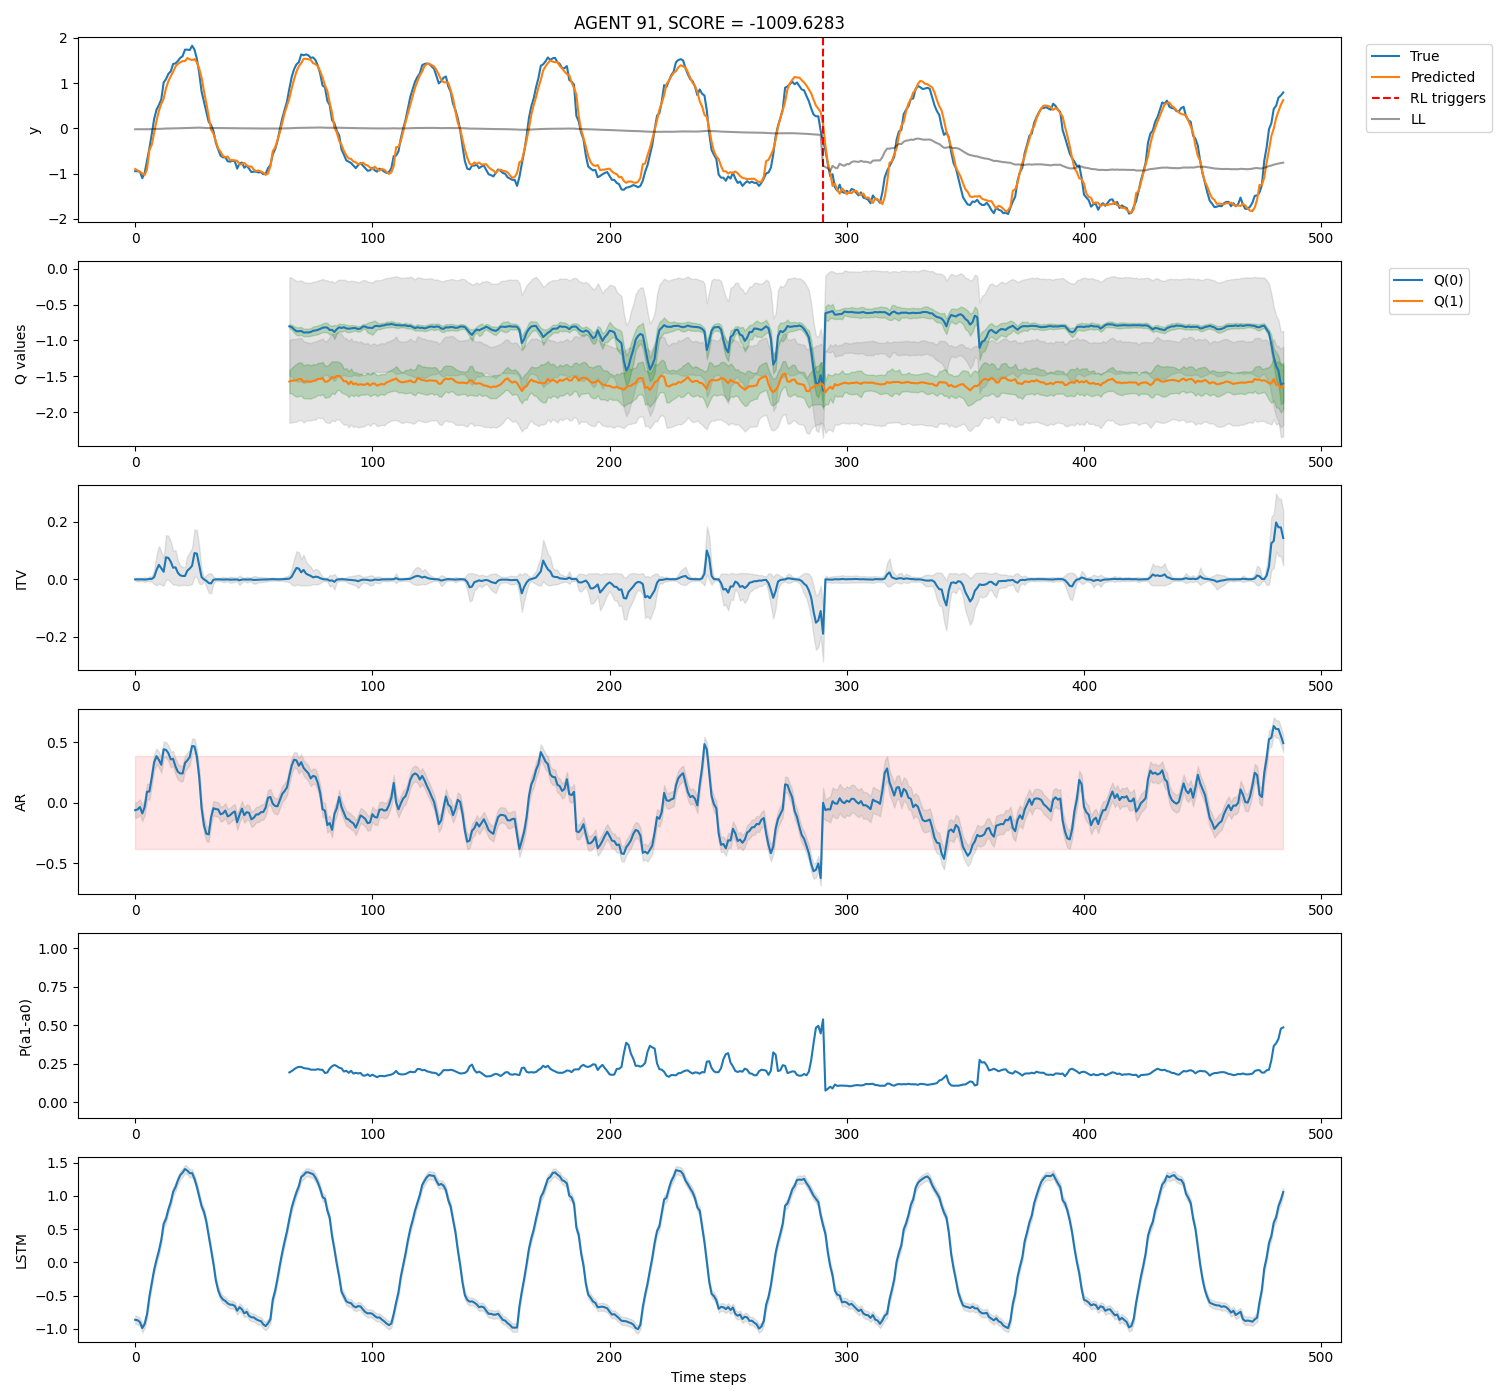 AGENT 91, SCORE = -1009.6283
2
1
0
−1
−2
y
0 100 200 300 400 500
True
Predicted
RL triggers
LL
0.0
−0.5
−1.0
−1.5
−2.0
Q values
0 100 200 300 400 500
Q(0)
Q(1)
0.2
0.0
−0.2
ITV
0 100 200 300 400 500
0.5
0.0
−0.5
AR
0 100 200 300 400 500
1.00
0.75
0.50
0.25
0.00
P(a1-a0)
0 100 200 300 400 500
1.5
1.0
0.5
0.0
−0.5
−1.0
LSTM
0 100 200 300 400 500
Time steps